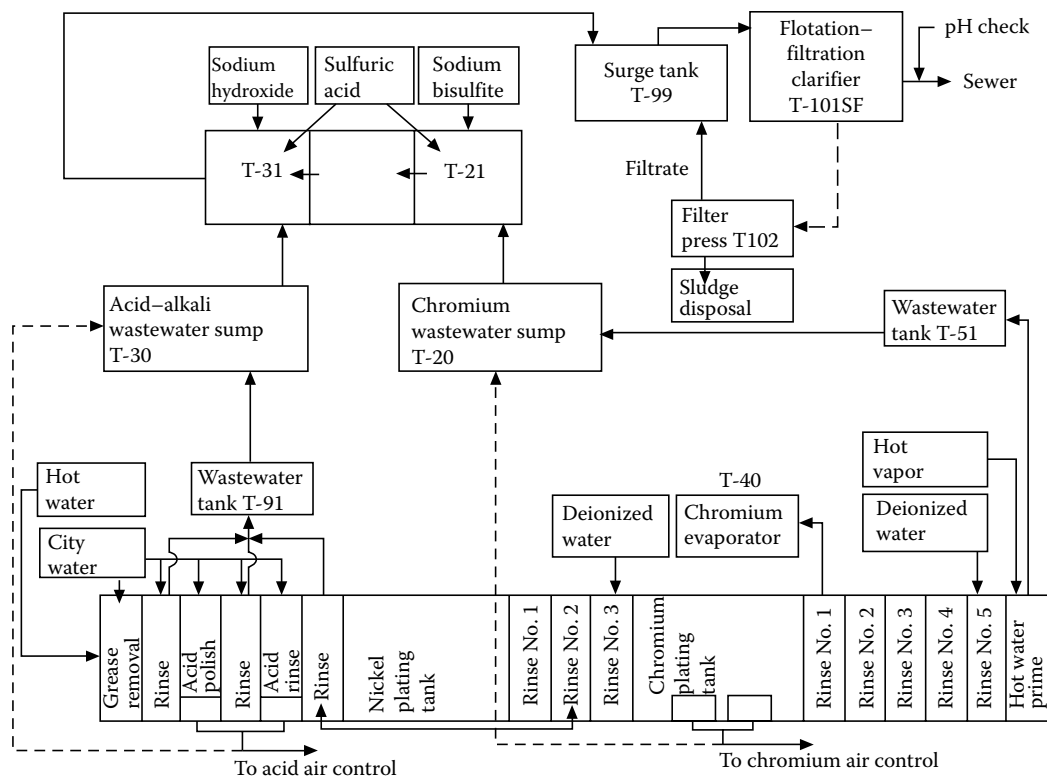 Flotation–
filtration
clarifier
T-101SF
pH check
Sewer
Surge tank
T-99
Sodium
hydroxide
Sulfuric
acid
Sodium
bisulfite
T-31
T-21
Filtrate
Filter
press T102
Sludge
disposal
Acid–alkali
wastewater sump
T-30
Chromium
wastewater sump
T-20
Wastewater
tank T-51
Hot
water
Wastewater
tank T-91
City
water
Deionized
water
T-40
Chromium
evaporator
Hot
vapor
Deionized
water
Grease
removal
Rinse
Acid
polish
Rinse
Acid
rinse
Rinse
Nickel
plating
tank
Rinse No. 1
Rinse No. 2
Rinse No. 3
Chromium
plating
tank
Rinse No. 1
Rinse No. 2
Rinse No. 3
Rinse No. 4
Rinse No. 5
Hot water
prime
To acid air control
To chromium air control